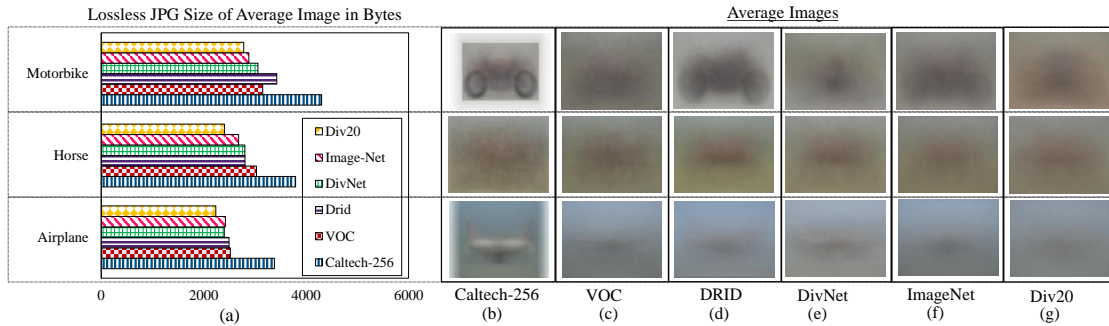 Lossless JPG Size of Average Image in Bytes
Average Images
Motorbike
Horse
Airplane
Div20
Image-Net
DivNet
Drid
VOC
Caltech-256
0 2000 4000 6000
(a)
Caltech-256 VOC DRID DivNet ImageNet Div20
(b) (c) (d) (e) (f) (g)